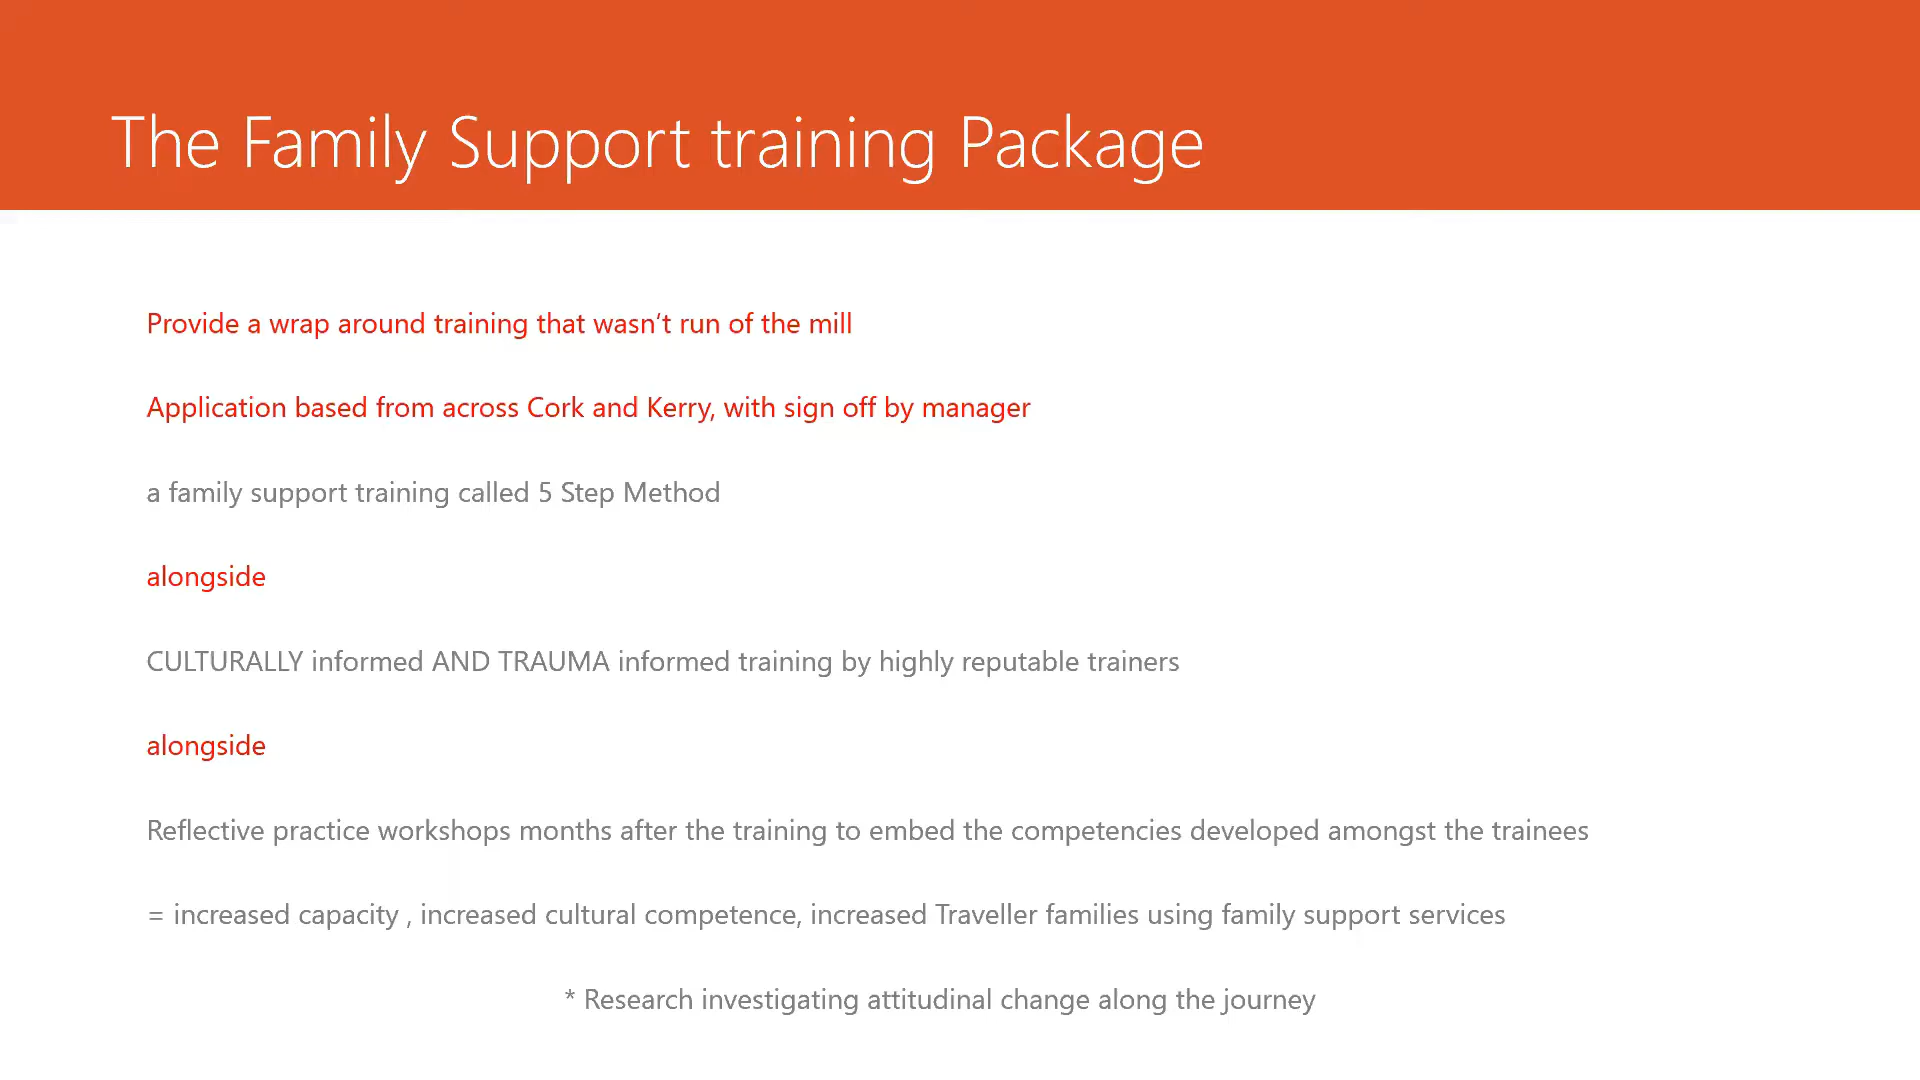 The Family Support training Package
Provide a wrap around training that wasn’t run of the mill
Application based from across Cork and Kerry, with sign off by manager
a family support training called 5 Step Method
alongside
CULTURALLY informed AND TRAUMA informed training by highly reputable trainers
alongside
Reflective practice workshops months after the training to embed the competencies developed amongst the trainees
= increased capacity , increased cultural competence, increased Traveller families using family support services
* Research investigating attitudinal change along the journey